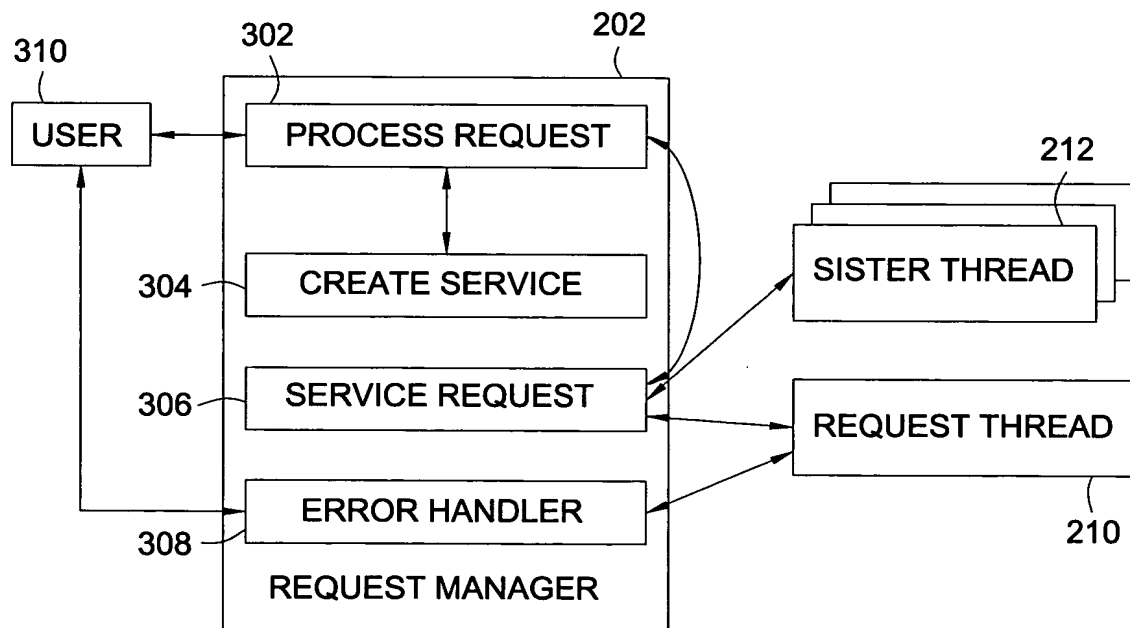 310
302
202
USER
PROCESS REQUEST
212
304
CREATE SERVICE
SISTER THREAD
306
SERVICE REQUEST
REQUEST THREAD
308
ERROR HANDLER
210
REQUEST MANAGER